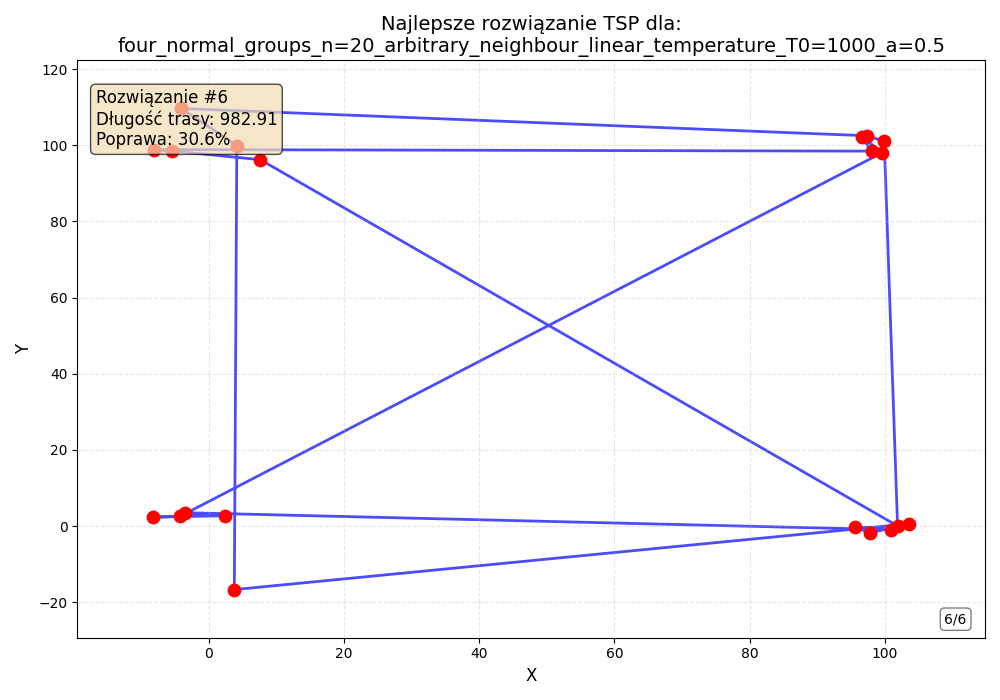 Najlepsze rozwiązanie TSP dla:
four_normal_groups_n=20_arbitrary_neighbour_linear_temperature_T0=1000_a=0.5
Rozwiązanie #6
Długość trasy: 982.91
Poprawa: 30.6%
120
100
80
60
40
20
0
−20
Y
6/6
0
20
40
60
80
100
X